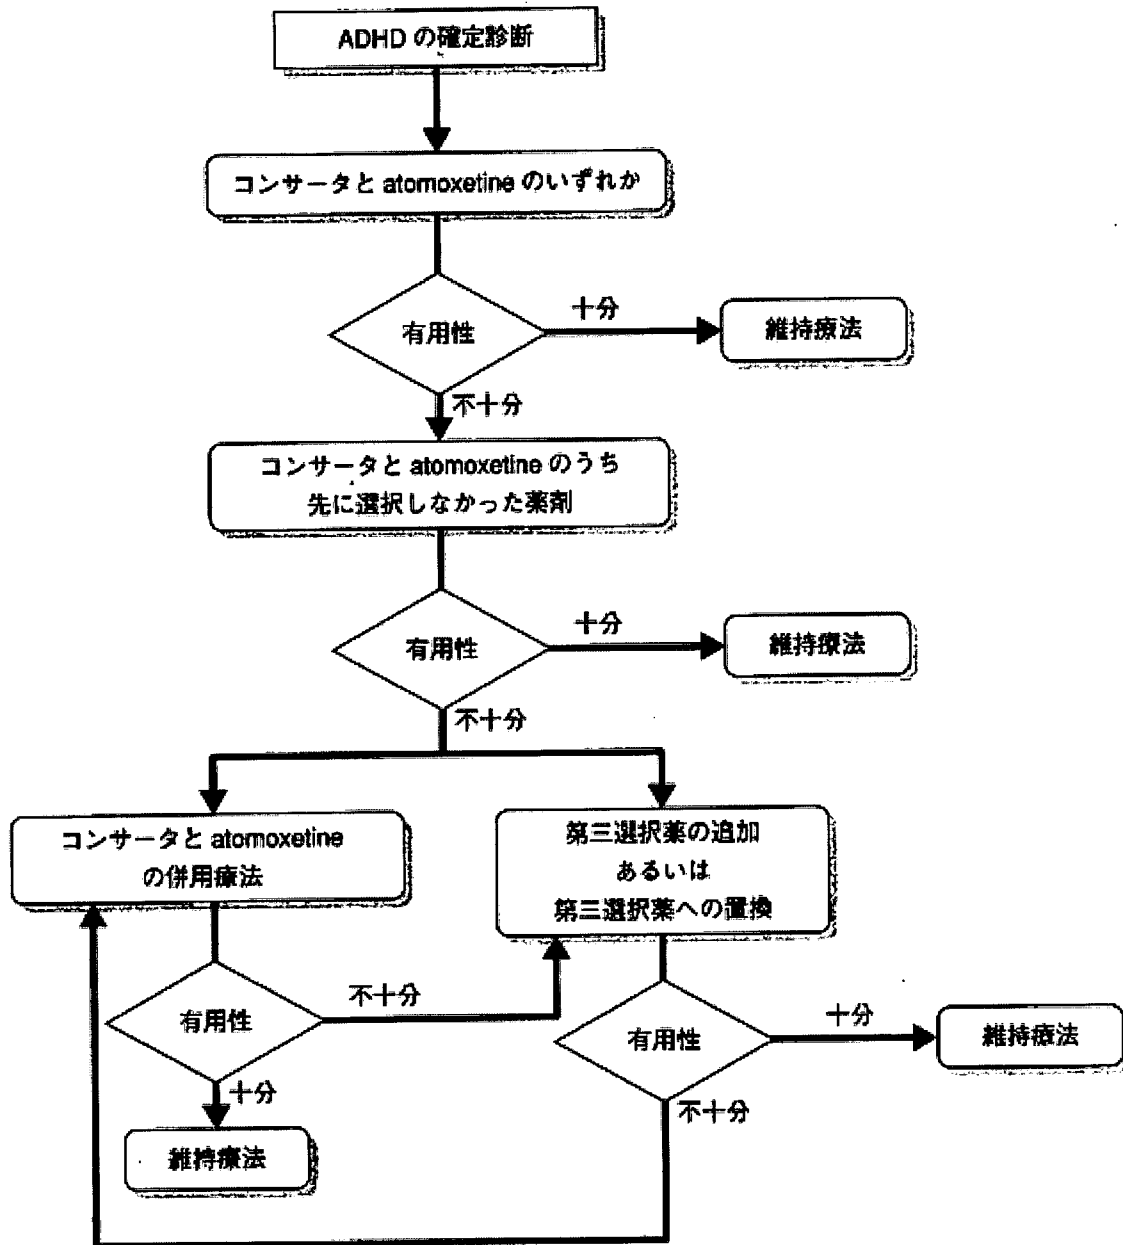 ADHD の確定診断
コンサータと atomoxetine のいずれか
有用性
十分
維持療法
不十分
コンサータと atomoxetine のうち
先に選択しなかった薬剤
有用性
十分
維持療法
不十分
コンサータと atomoxetine
の併用療法
第三選択薬の追加
あるいは
第三選択薬への置換
有用性
不十分
十分
維持療法
有用性
十分
維持療法
不十分